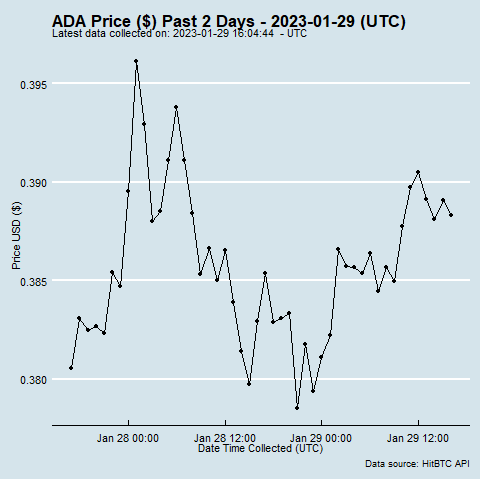 ADA Price ($) Past 2 Days - 2023-01-29 (UTC)
Latest data collected on: 2023-01-29 16:04:44  - UTC
0.395
0.390
0.385
0.380
Price USD ($)
Jan 28 00:00
Jan 28 12:00
Jan 29 00:00
Jan 29 12:00
Date Time Collected (UTC)
Data source: HitBTC API